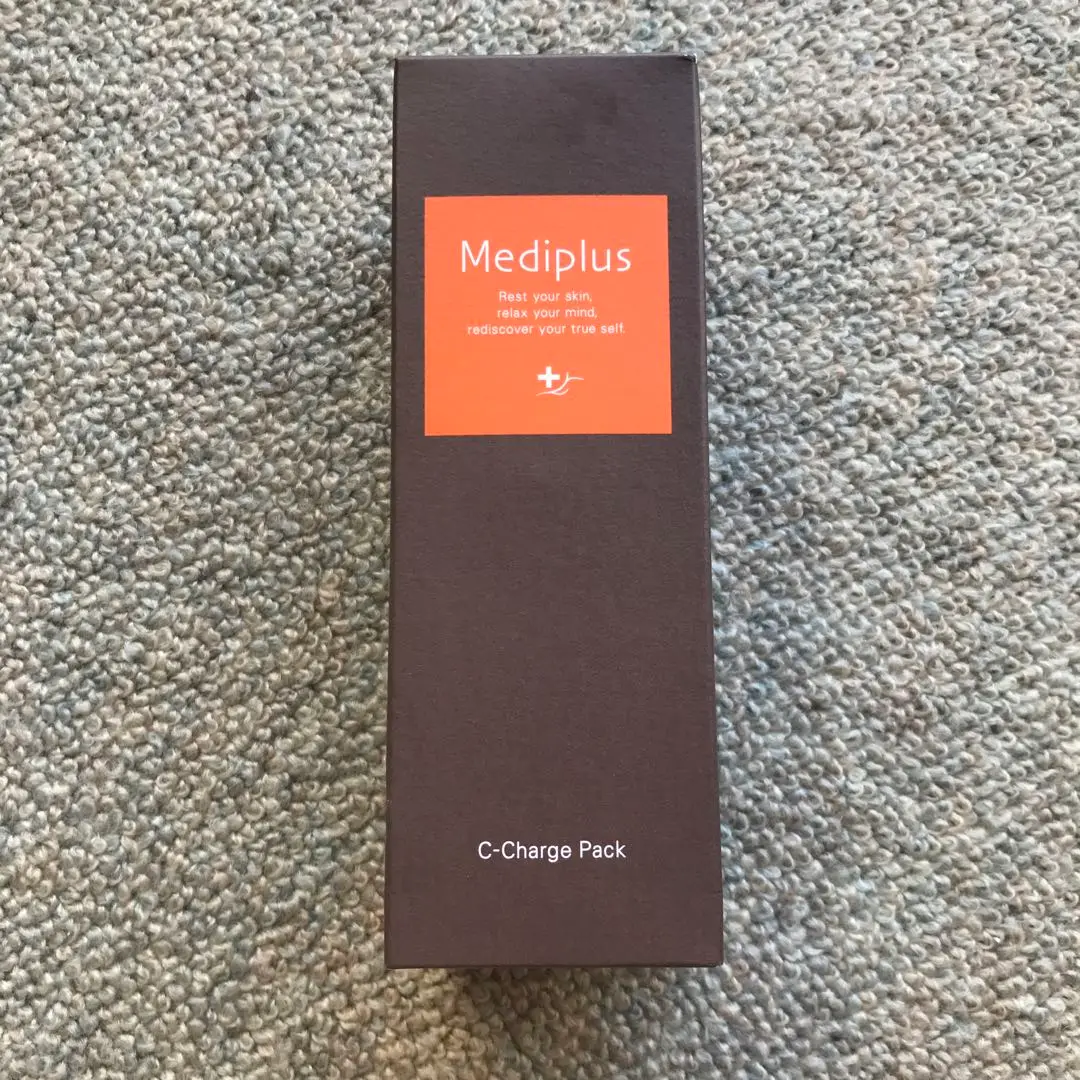 Mediplus
Rest your skin,
relax your mind,
rediscover your true self.
C-Charge Pack